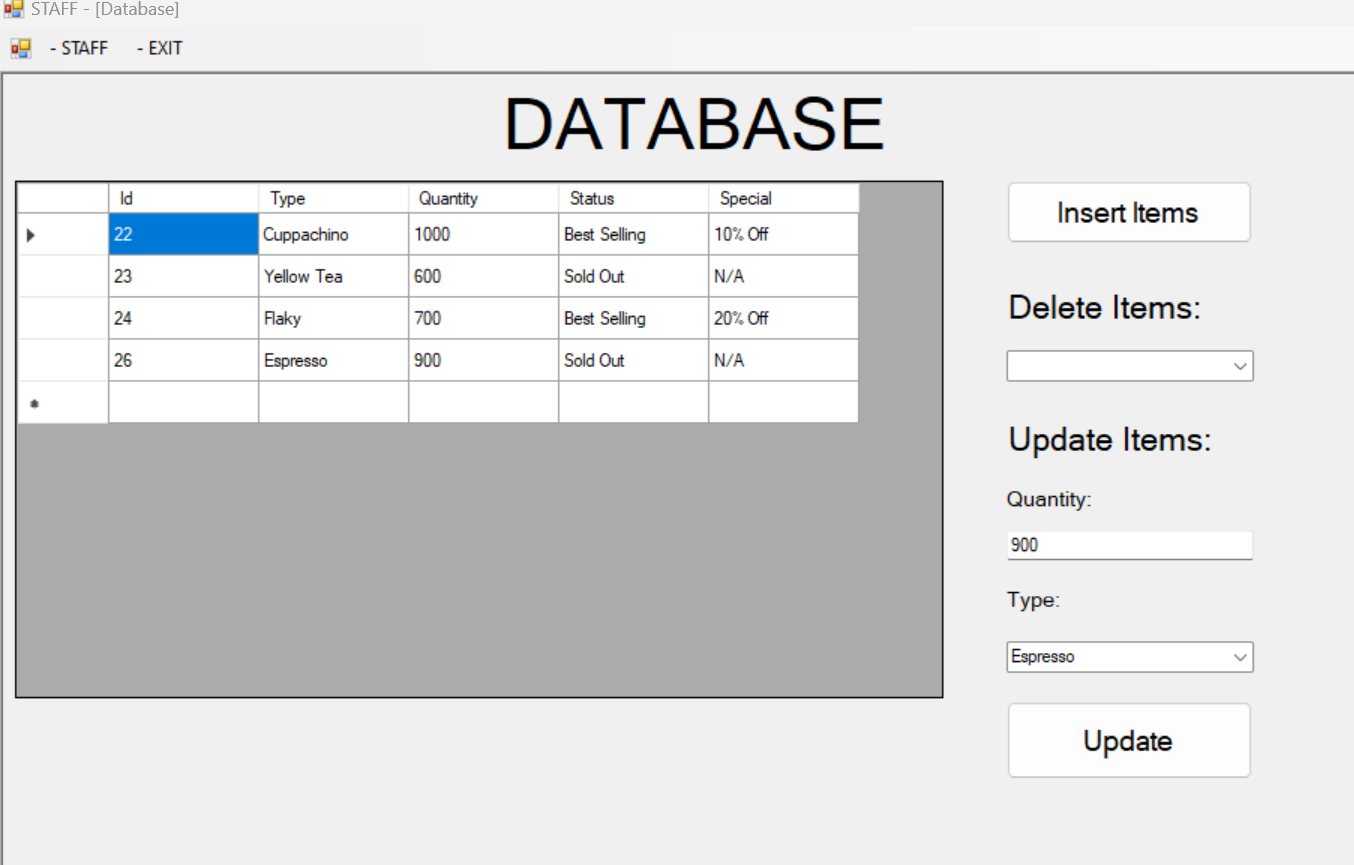 STAFF - [Database]
- STAFF - EXIT
DATABASE
Id Type Quantity Status Special
22 Cuppachino 1000 Best Selling 10% Off
23 Yellow Tea 600 Sold Out N/A
24 Flaky 700 Best Selling 20% Off
26 Espresso 900 Sold Out N/A
Insert Items
Delete Items:
Update Items:
Quantity:
900
Type:
Espresso
Update